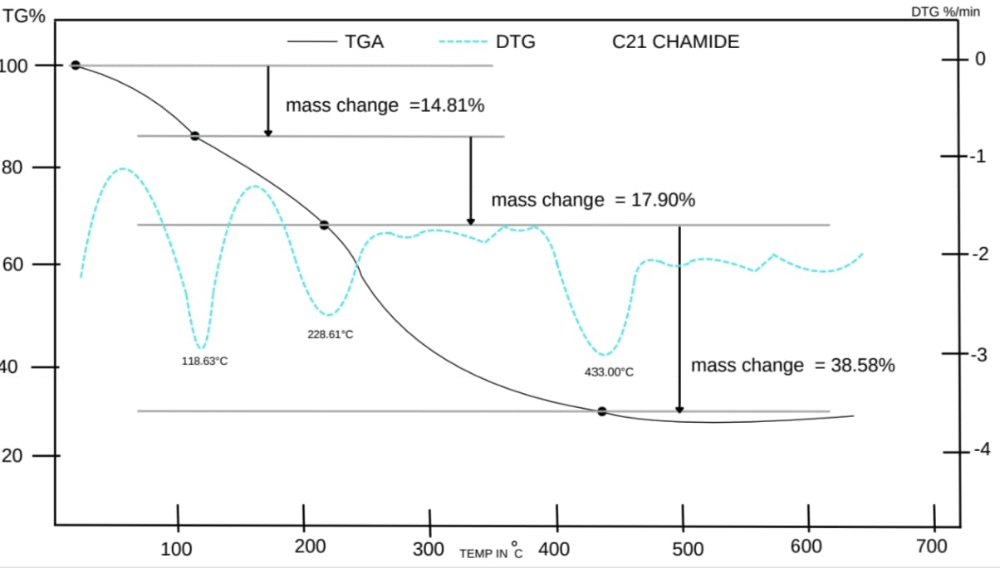 TG%
DTG %/min
TGA
DTG
C21 CHAMIDE
100
0
mass change =14.81%
80
-1
mass change = 17.90%
60
-2
228.61°C
118.63°C
40
-3
433.00°C
mass change = 38.58%
20
-4
100
200
300
TEMP IN °C
400
500
600
700